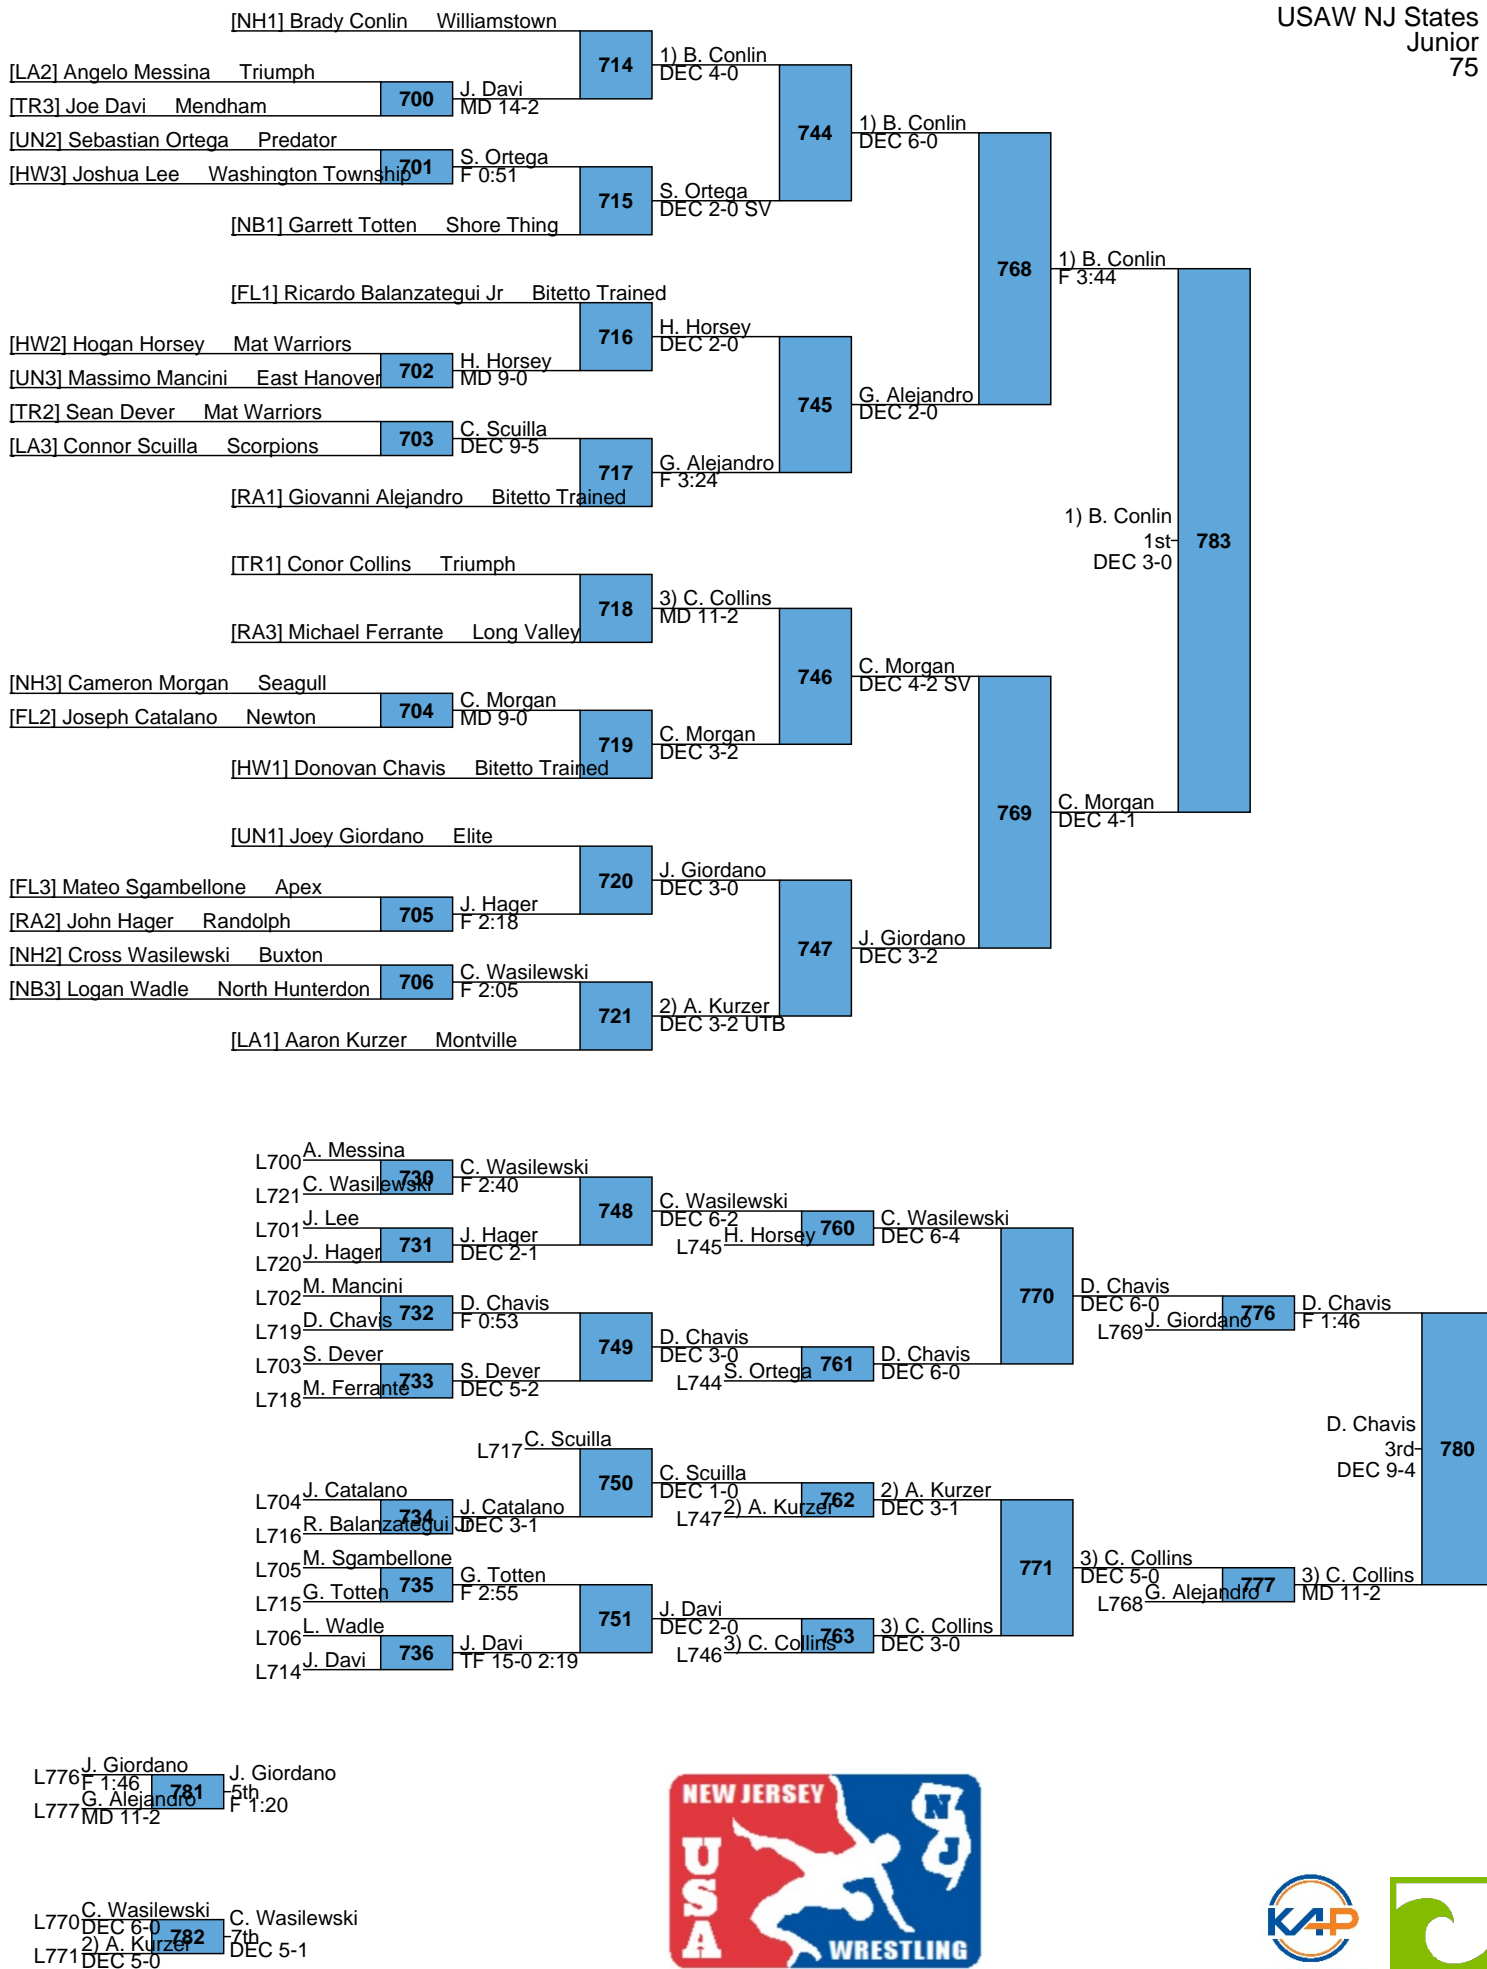 USAW NJ States
Junior
75
[NH1] Brady Conlin Williamstown
714
1) B. Conlin
DEC 4-0
[LA2] Angelo Messina Triumph
700
J. Davi
MD 14-2
[TR3] Joe Davi Mendham
744
1) B. Conlin
DEC 6-0
[UN2] Sebastian Ortega Predator
701
S. Ortega
F 0:51
[HW3] Joshua Lee Washington Township
715
S. Ortega
DEC 2-0 SV
[NB1] Garrett Totten Shore Thing
768
1) B. Conlin
F 3:44
[FL1] Ricardo Balanzategui Jr Bitetto Trained
716
H. Horsey
DEC 2-0
[HW2] Hogan Horsey Mat Warriors
702
H. Horsey
MD 9-0
[UN3] Massimo Mancini East Hanover
745
G. Alejandro
DEC 2-0
[TR2] Sean Dever Mat Warriors
703
C. Scuilla
DEC 9-5
[LA3] Connor Scuilla Scorpions
717
G. Alejandro
F 3:24
[RA1] Giovanni Alejandro Bitetto Trained
1) B. Conlin
1st
DEC 3-0
783
[TR1] Conor Collins Triumph
718
3) C. Collins
MD 11-2
[RA3] Michael Ferrante Long Valley
746
C. Morgan
DEC 4-2 SV
[NH3] Cameron Morgan Seagull
704
C. Morgan
MD 9-0
[FL2] Joseph Catalano Newton
719
C. Morgan
DEC 3-2
[HW1] Donovan Chavis Bitetto Trained
769
C. Morgan
DEC 4-1
[UN1] Joey Giordano Elite
720
J. Giordano
DEC 3-0
[FL3] Mateo Sgambellone Apex
705
J. Hager
F 2:18
[RA2] John Hager Randolph
747
J. Giordano
DEC 3-2
[NH2] Cross Wasilewski Buxton
706
C. Wasilewski
F 2:05
[NB3] Logan Wadle North Hunterdon
721
2) A. Kurzer
DEC 3-2 UTB
[LA1] Aaron Kurzer Montville
L700 A. Messina
730
C. Wasilewski
F 2:40
L721 C. Wasilewski
748
C. Wasilewski
DEC 6-2
L701 J. Lee
731
J. Hager
DEC 2-1
L720 J. Hager
760
C. Wasilewski
DEC 6-4
L745 H. Horsey
L702 M. Mancini
732
D. Chavis
F 0:53
L719 D. Chavis
770
D. Chavis
DEC 6-0
776
D. Chavis
F 1:46
L769 J. Giordano
749
D. Chavis
DEC 3-0
L703 S. Dever
733
S. Dever
DEC 5-2
L718 M. Ferrante
761
D. Chavis
DEC 6-0
L744 S. Ortega
D. Chavis
3rd
DEC 9-4
780
L717 C. Scuilla
750
C. Scuilla
DEC 1-0
L704 J. Catalano
734
J. Catalano
DEC 3-1
L716 R. Balanzategui Jr
762
2) A. Kurzer
DEC 3-1
L747 2) A. Kurzer
L705 M. Sgambellone
735
G. Totten
F 2:55
L715 G. Totten
771
3) C. Collins
DEC 5-0
777
3) C. Collins
MD 11-2
L768 G. Alejandro
751
J. Davi
DEC 2-0
L706 L. Wadle
736
J. Davi
TF 15-0 2:19
L714 J. Davi
763
3) C. Collins
DEC 3-0
L746 3) C. Collins
L776 J. Giordano
F 1:46
781
J. Giordano
5th
F 1:20
L777 G. Alejandro
MD 11-2
L770 C. Wasilewski
DEC 6-0
782
C. Wasilewski
7th
DEC 5-1
L771 2) A. Kurzer
DEC 5-0
NEW JERSEY
NJ
USA
WRESTLING
KAP